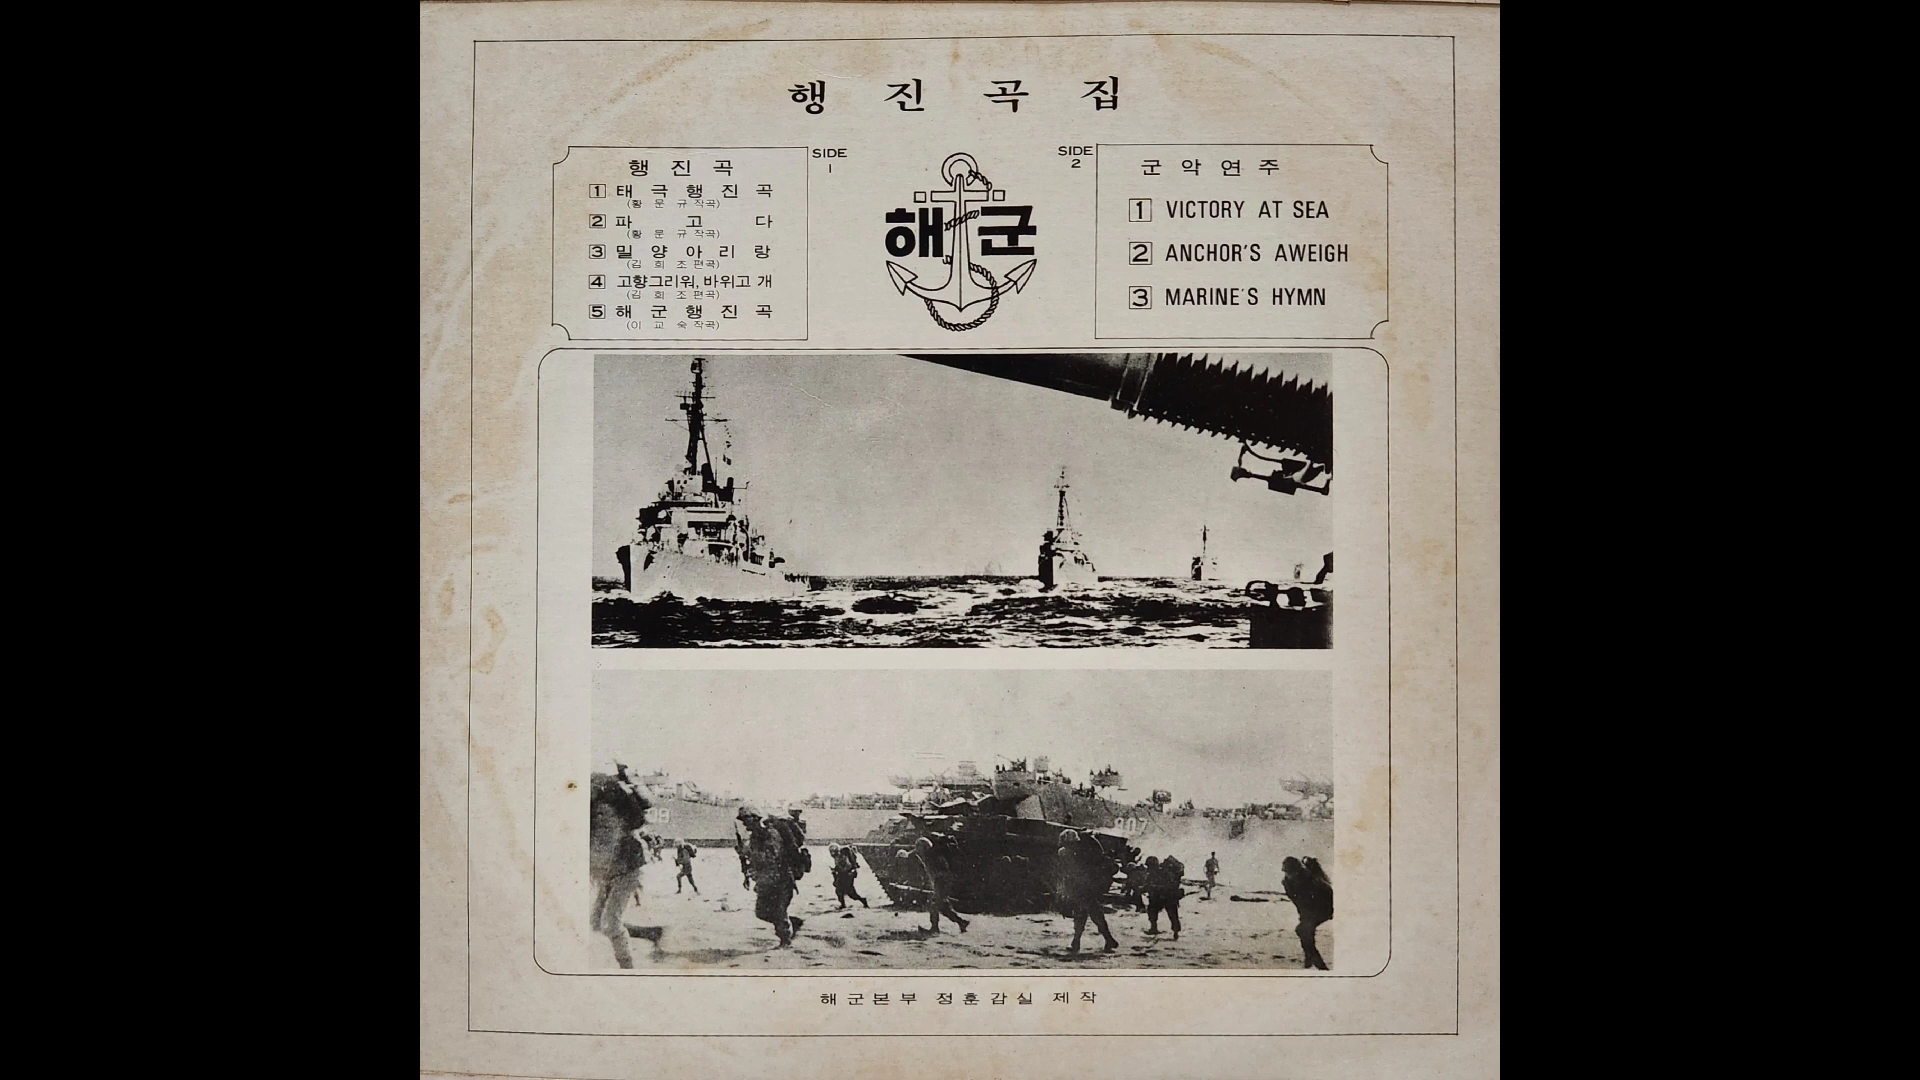 행 진 곡 집
SIDE
1
행 진 곡
1 태 극 행 진 곡
(황 문 규 작곡)
2 파 고 다
(황 문 규 작곡)
3 밀 양 아 리 랑
(김 희 조 편곡)
4 고향그리워, 바위고 개
(김 희 조 편곡)
5 해 군 행 진 곡
(이 교 숙 작곡)
해군
SIDE
2
군 악 연 주
1 VICTORY AT SEA
2 ANCHOR'S AWEIGH
3 MARINE'S HYMN
807
해군본부 정훈감실 제작